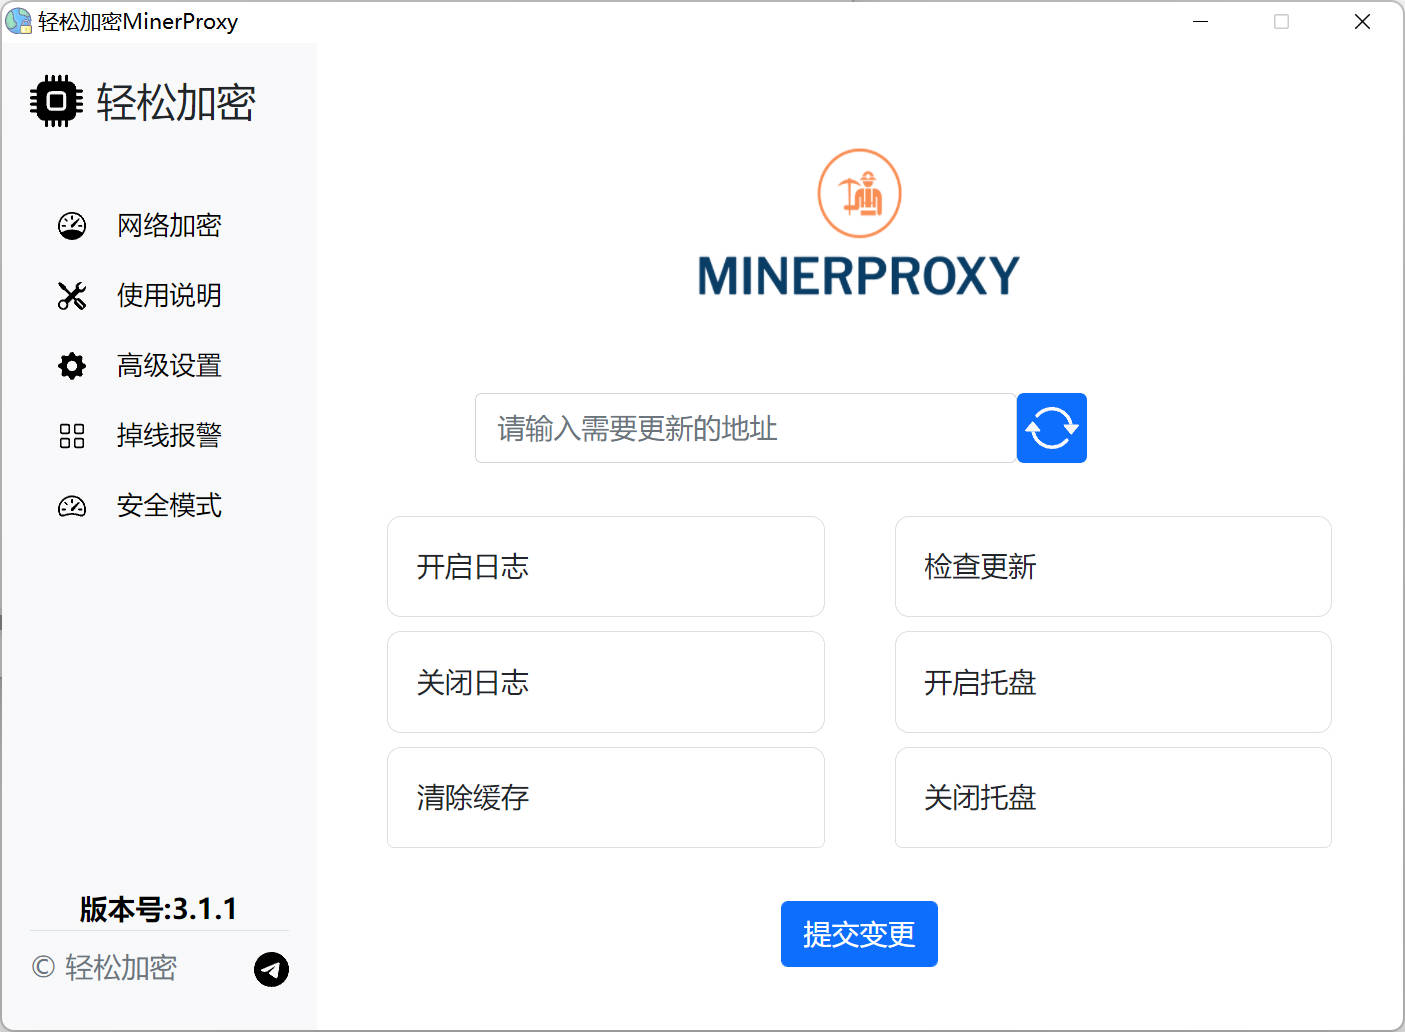 轻松加密MinerProxy
轻松加密
网络加密
使用说明
高级设置
掉线报警
安全模式
版本号:3.1.1
© 轻松加密
MINERPROXY
请输入需要更新的地址
开启日志
检查更新
关闭日志
开启托盘
清除缓存
关闭托盘
提交变更